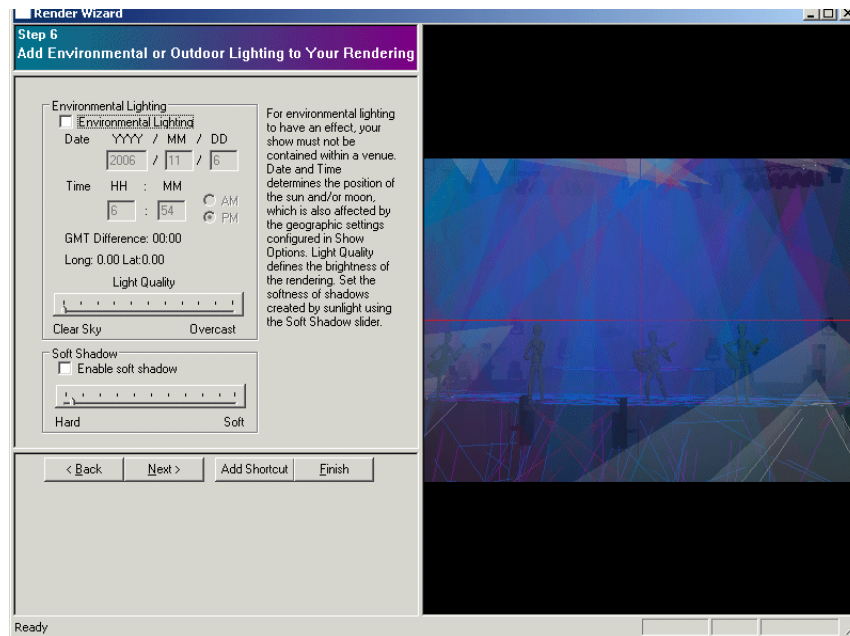 Render Wizard
Step 6
Add Environmental or Outdoor Lighting to Your Rendering
Environmental Lighting
Environmental Lighting
Date YYYY / MM / DD
2006 / 11 / 6
Time HH : MM
6 : 54
AM
PM
GMT Difference: 00:00
Long: 0.00 Lat:0.00
Light Quality
Clear Sky Overcast
Soft Shadow
Enable soft shadow
Hard Soft
For environmental lighting
to have an effect, your
show must not be
contained within a venue.
Date and Time
determines the position of
the sun and/or moon,
which is also affected by
the geographic settings
configured in Show
Options. Light Quality
defines the brightness of
the rendering. Set the
softness of shadows
created by sunlight using
the Soft Shadow slider.
< Back Next > Add Shortcut Finish
Ready